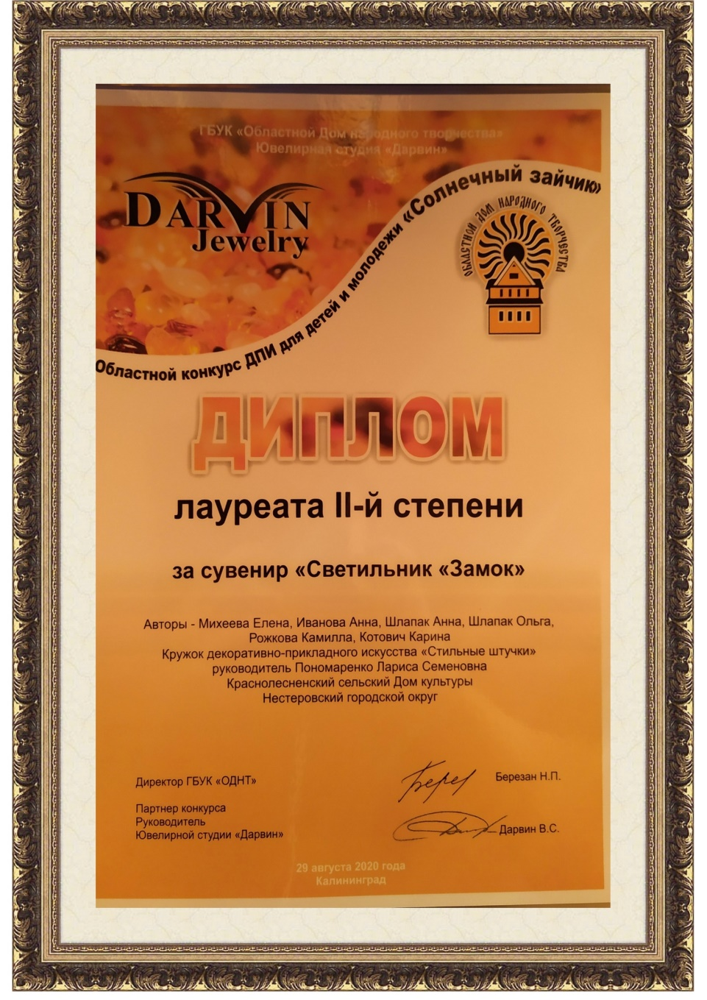 ГБУК «Областной Дом народного творчества»
Ювелирная студия «Дарвин»
DARVIN
Jewelry
Областной конкурс ДПИ для детей и молодежи «Солнечный зайчик»
ОБЛАСТНОЙ ДОМ НАРОДНОГО ТВОРЧЕСТВА
ДИПЛОМ
лауреата II-й степени
за сувенир «Светильник «Замок»
Авторы - Михеева Елена, Иванова Анна, Шлапак Анна, Шлапак Ольга,
Рожкова Камилла, Котович Карина
Кружок декоративно-прикладного искусства «Стильные штучки»
руководитель Пономаренко Лариса Семеновна
Краснолесненский сельский Дом культуры
Нестеровский городской округ
Директор ГБУК «ОДНТ» Березан Н.П.
Партнер конкурса
Руководитель
Ювелирной студии «Дарвин» Дарвин В.С.
29 августа 2020 года
Калининград